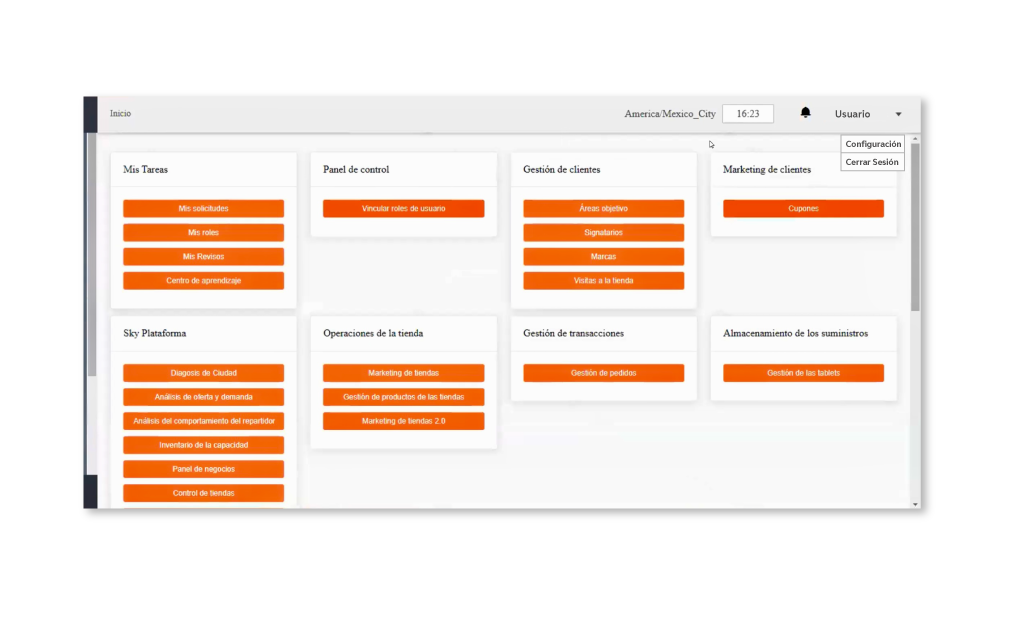 Inicio
America/Mexico_City 16:23 Usuario
Configuración
Cerrar Sesión
Mis Tareas
Mis solicitudes
Mis roles
Mis Revisos
Centro de aprendizaje
Panel de control
Vincular roles de usuario
Gestión de clientes
Áreas objetivo
Signatarios
Marcas
Visitas a la tienda
Marketing de clientes
Cupones
Sky Plataforma
Diagosis de Ciudad
Análisis de oferta y demanda
Análisis del comportamiento del repartidor
Inventario de la capacidad
Panel de negocios
Control de tiendas
Operaciones de la tienda
Marketing de tiendas
Gestión de productos de las tiendas
Marketing de tiendas 2.0
Gestión de transacciones
Gestión de pedidos
Almacenamiento de los suministros
Gestión de las tablets